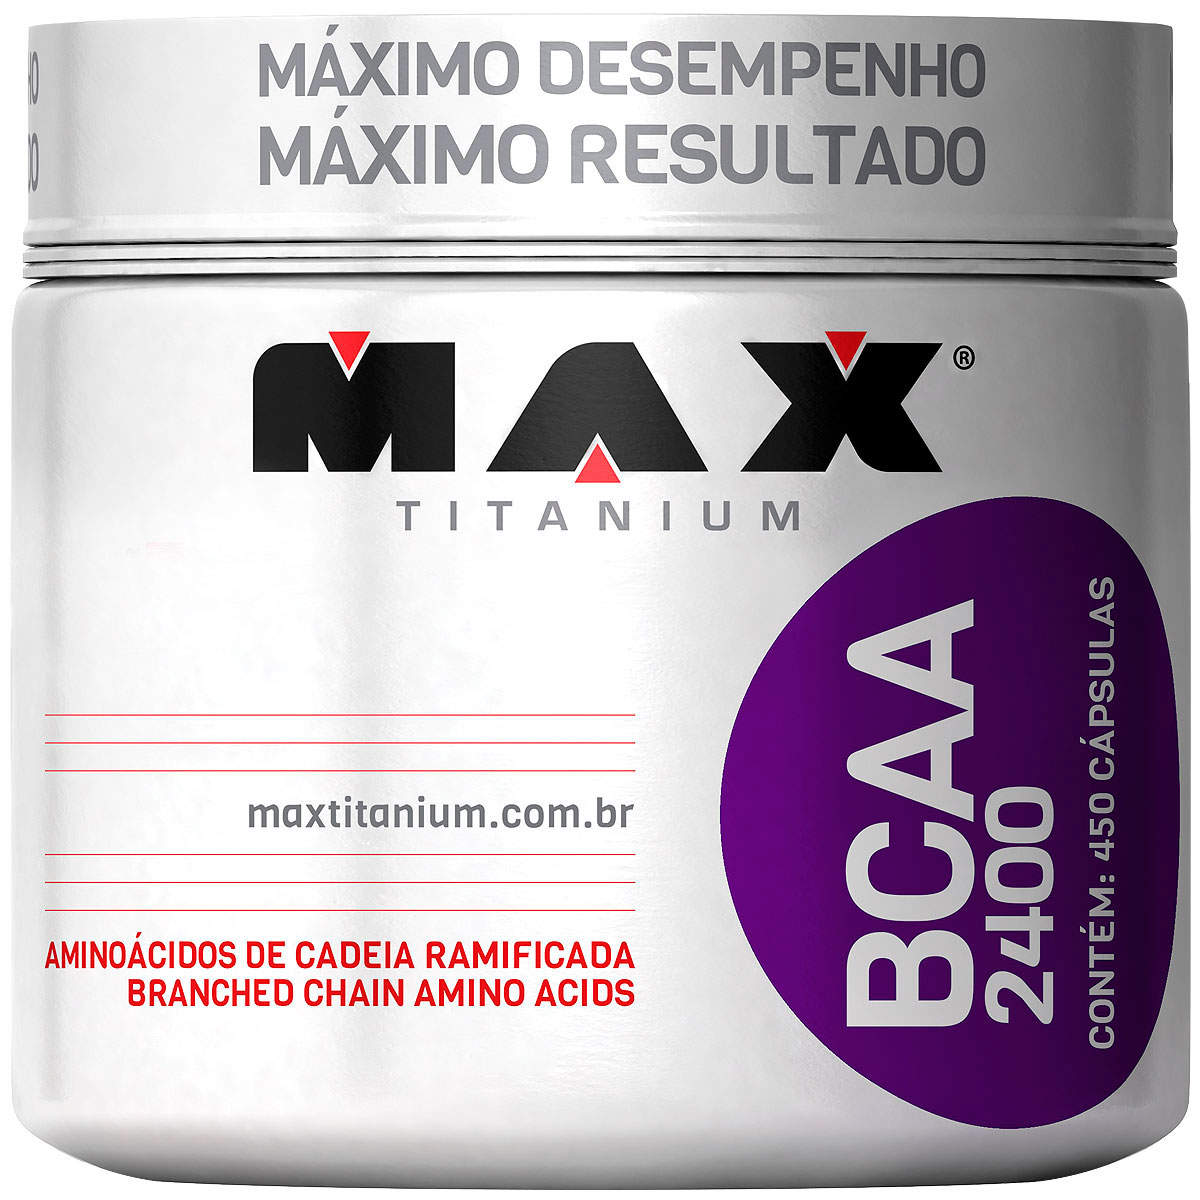 MÁXIMO DESEMPENHO
MÁXIMO RESULTADO
MAX®
TITANIUM
maxtitanium.com.br
AMINOÁCIDOS DE CADEIA RAMIFICADA
BRANCHED CHAIN AMINO ACIDS
BCAA
2400
CONTÉM: 450 CÁPSULAS